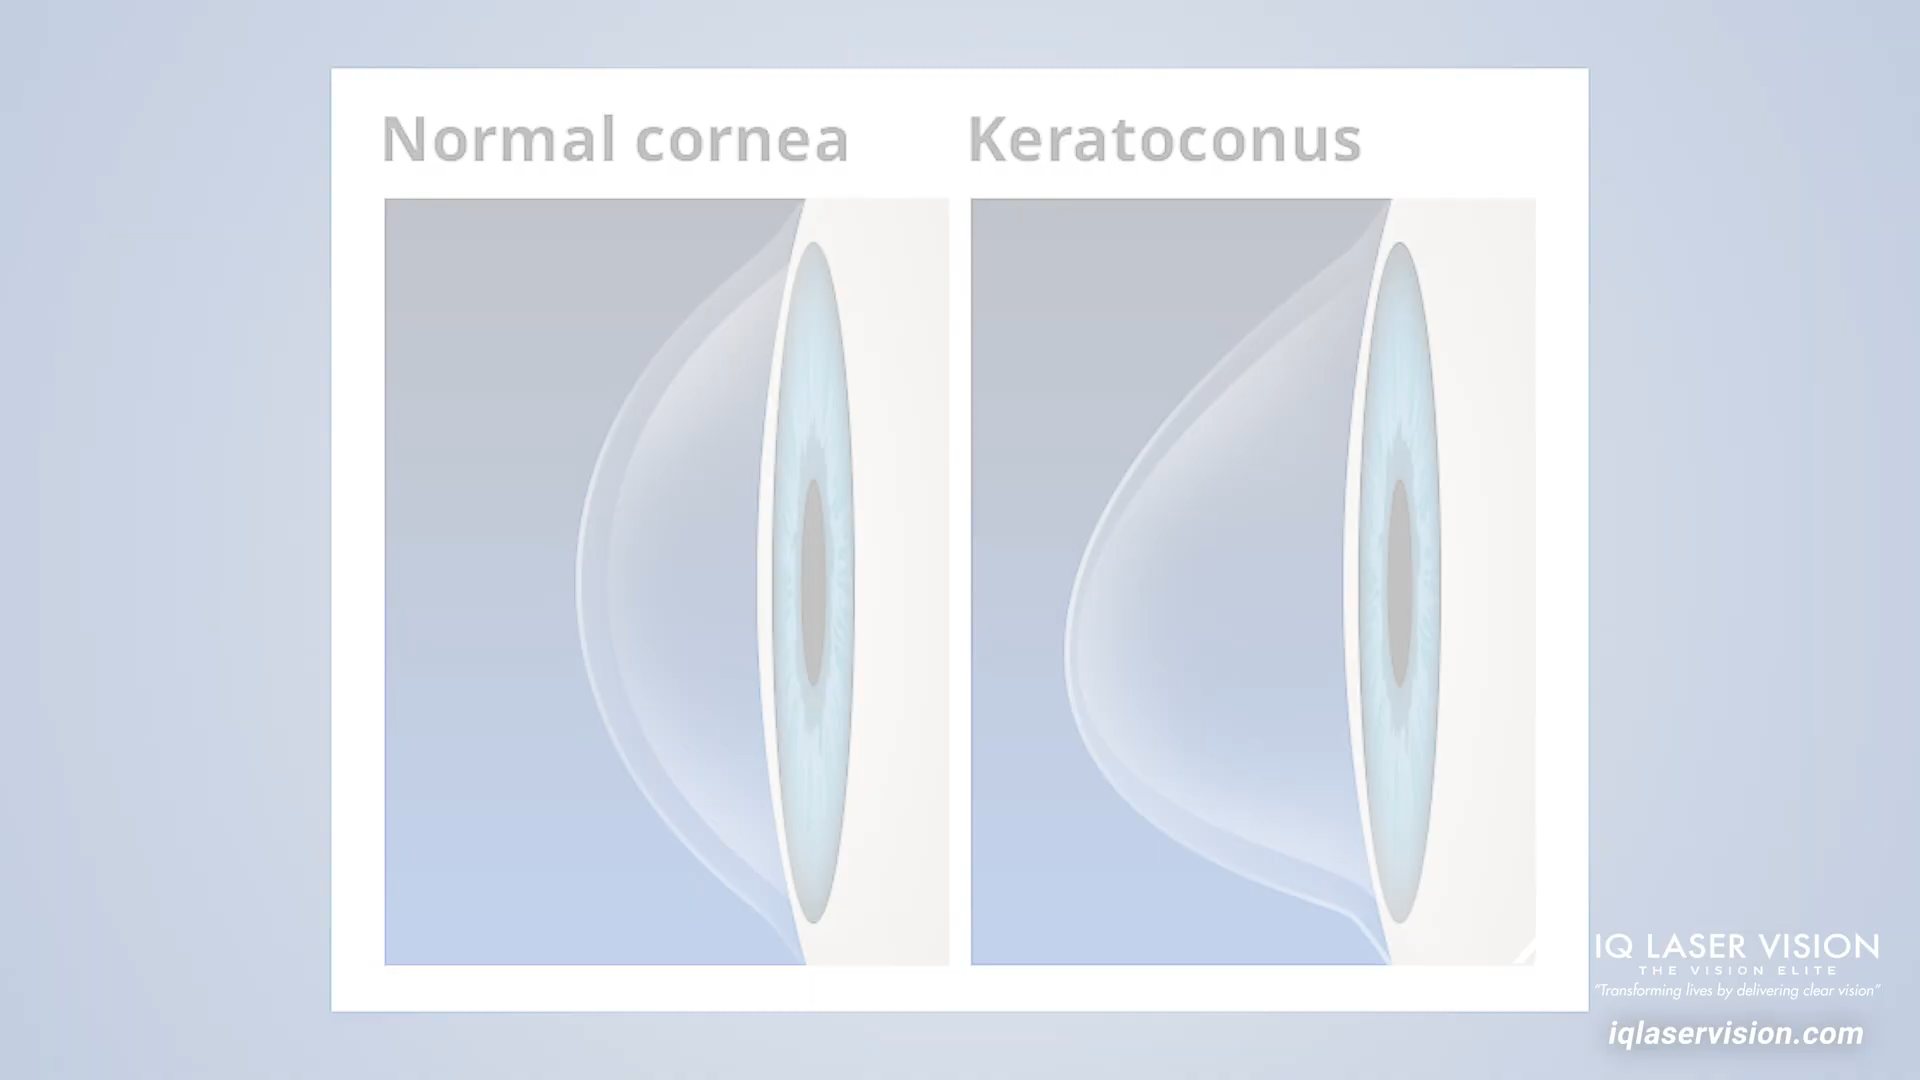 Normal cornea
Keratoconus
IQ LASER VISION
THE VISION ELITE
"Transforming lives by delivering clear vision"
iqlaservision.com